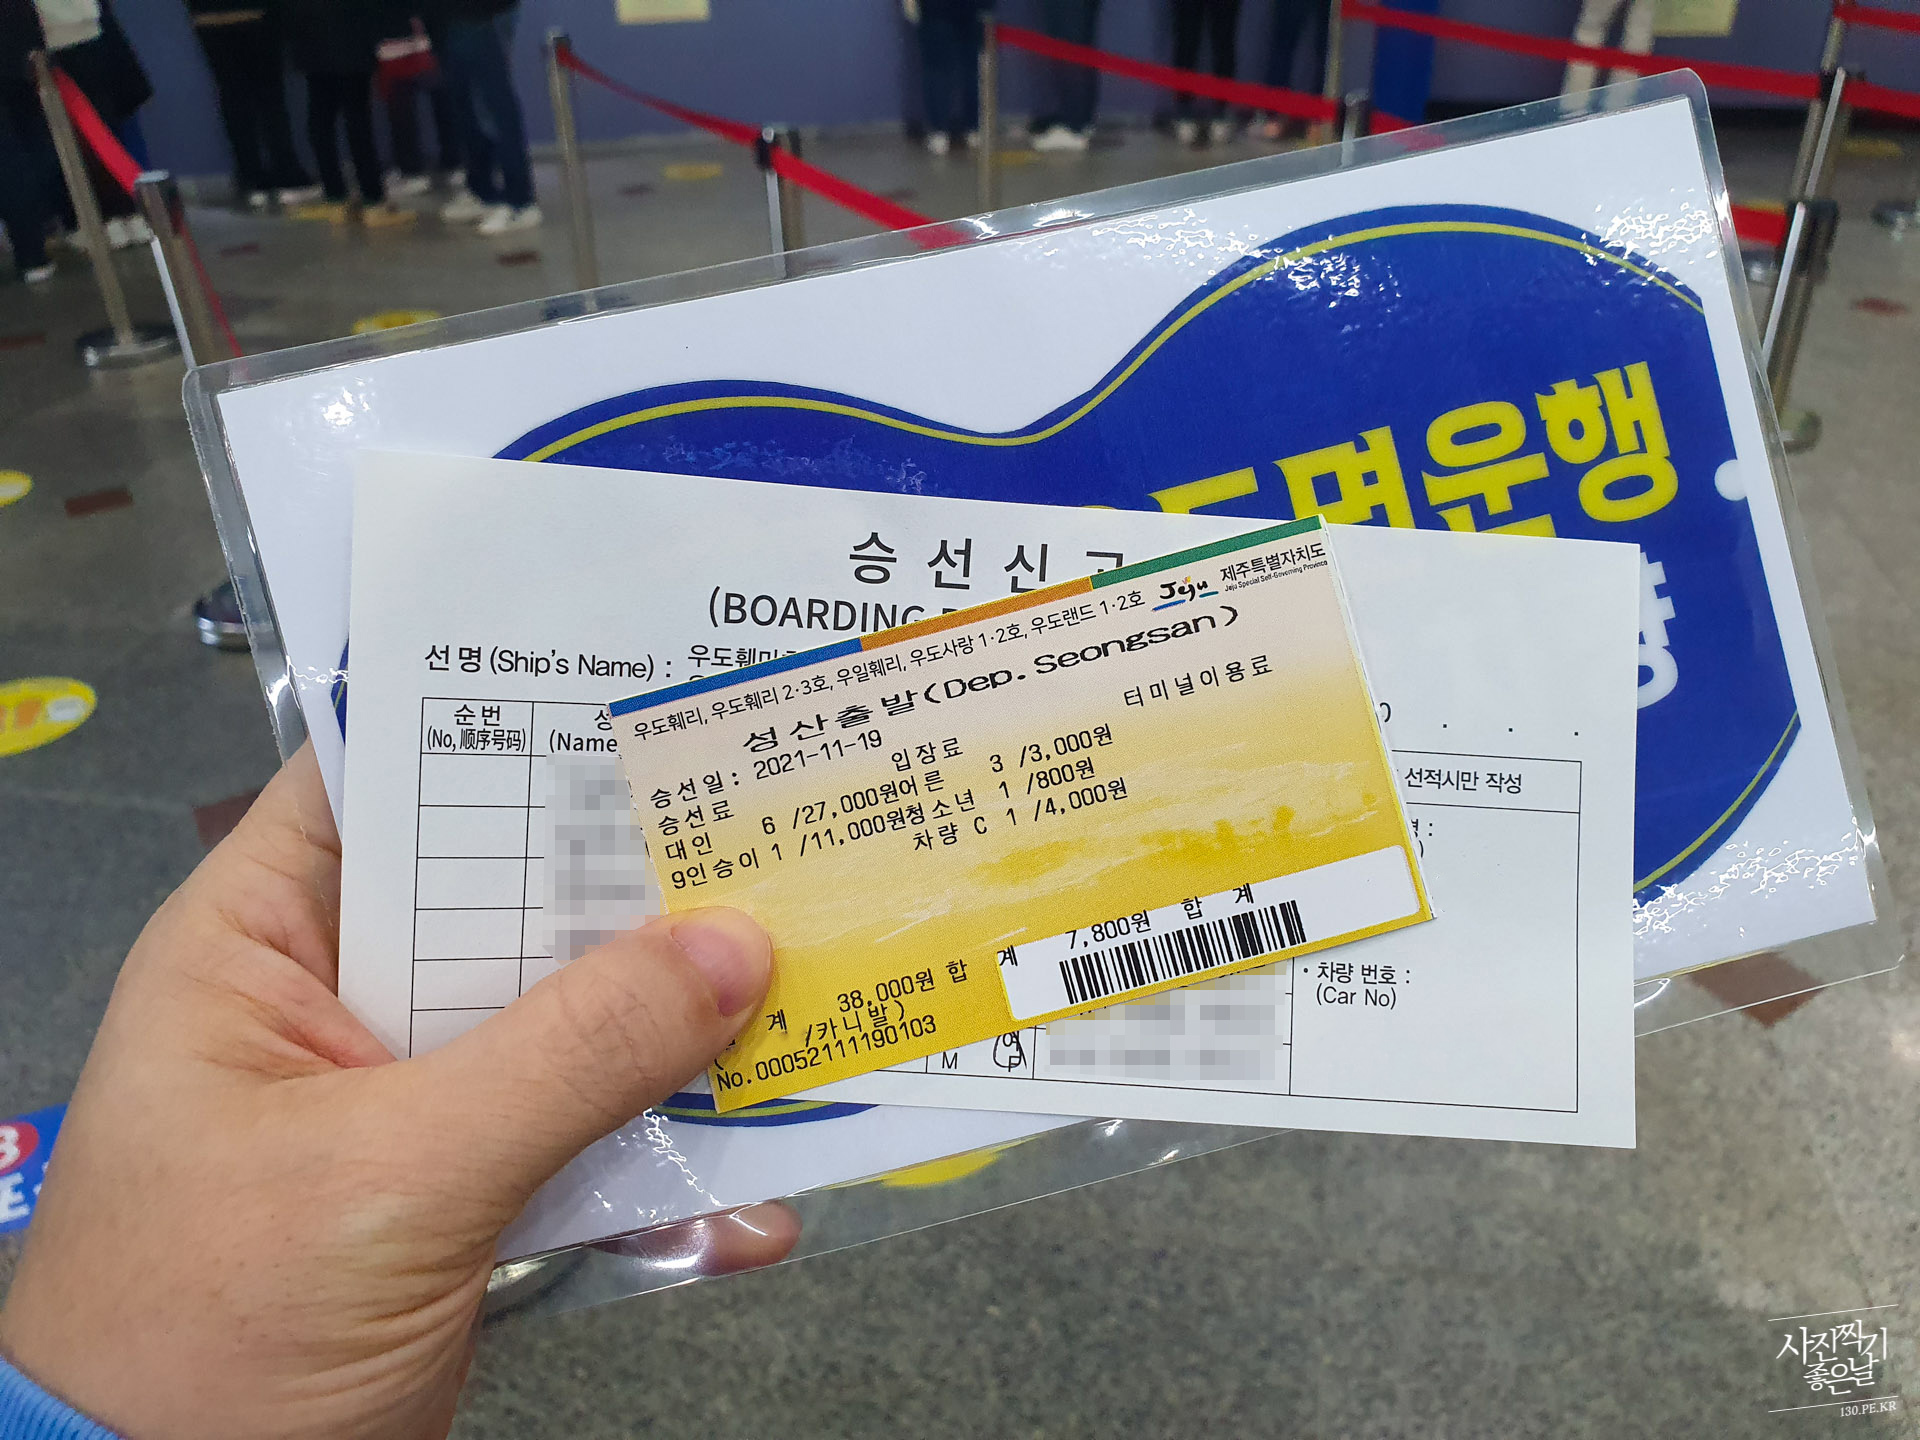 면운행
승선신
(BOARDING
선명 (Ship's Name) : 우도훼
순번
(No, 顺序号码)
(Name
선적시만 작성
• 차량 번호 :
(Car No)
M
제주특별자치도
Jeju Special Self-Governing Province
Jeju
우도훼리, 우도훼리 2·3호, 우일훼리, 우도사랑 1·2호, 우도랜드 1·2호
성산출발(Dep. Seongsan)
터미널이용료
승선일 : 2021-11-19
승선료 입장료
대인 6 /27,000원어른 3 /3,000원
9인승이 1 /11,000원청소년 1 /800원
차량 C 1 /4,000원
계 38,000원 합 계 7,800원 합 계
/카니발)
No.00052111190103
사진찍기
좋은날
130.PE.KR